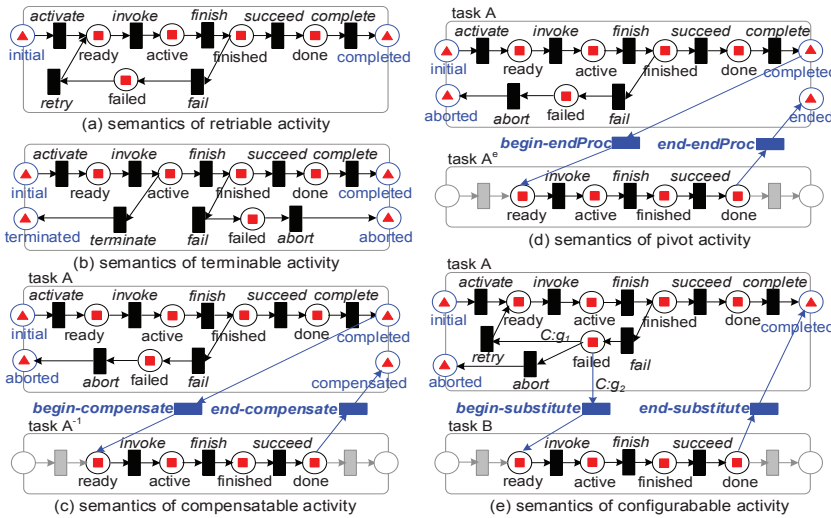 activate invoke finish succeed complete
initial ready active finished done completed
retry failed fail
(a) semantics of retriable activity
activate invoke finish succeed complete
initial ready active finished done completed
terminated terminate fail failed abort aborted
(b) semantics of terminable activity
task A
activate invoke finish succeed complete
initial ready active finished done completed
aborted abort failed fail compensated
begin-compensate end-compensate
task A-1
invoke finish succeed
ready active finished done
(c) semantics of compensatable activity
task A
activate invoke finish succeed complete
initial ready active finished done completed
aborted abort failed fail ended
begin-endProc end-endProc
task Ae
invoke finish succeed
ready active finished done
(d) semantics of pivot activity
task A
activate invoke finish succeed complete
initial ready active finished done completed
retry C:g1 failed fail
aborted abort C:g2
begin-substitute end-substitute
task B
invoke finish succeed
ready active finished done
(e) semantics of configurabable activity